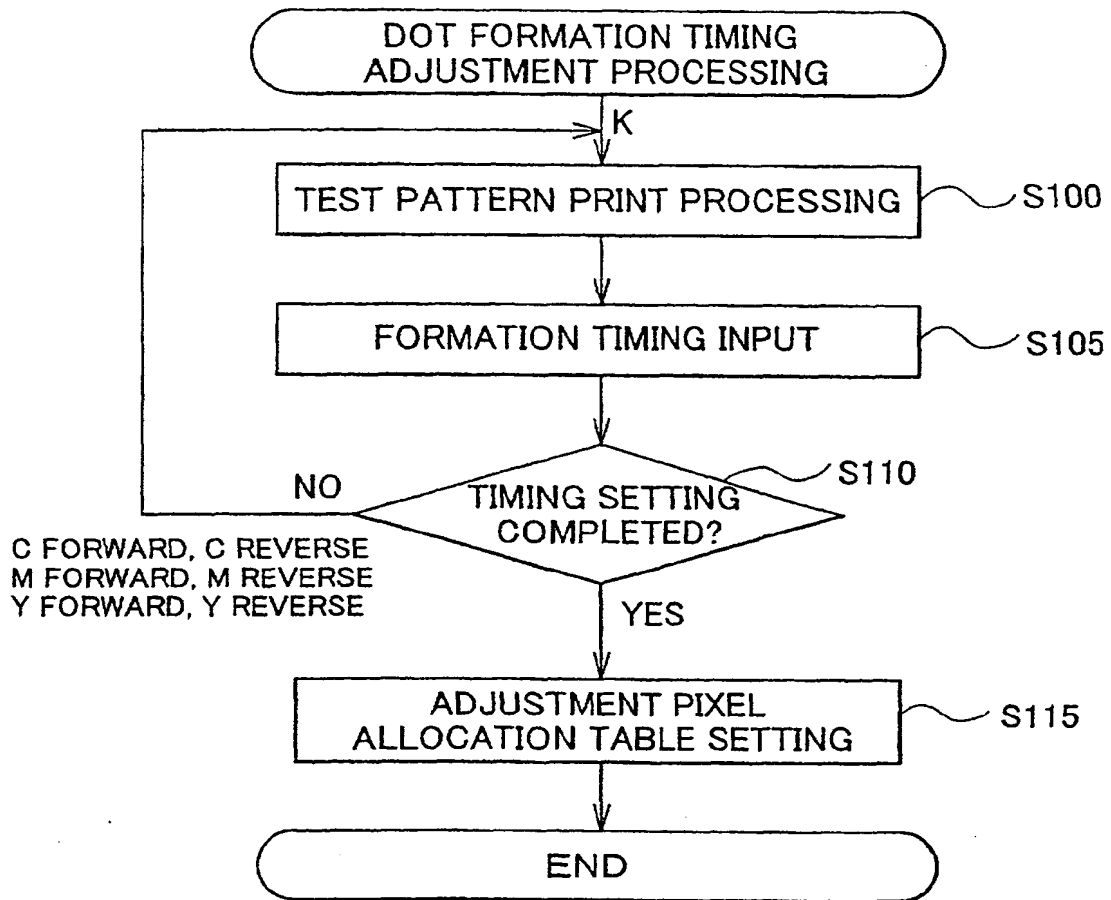 DOT FORMATION TIMING
ADJUSTMENT PROCESSING
K
TEST PATTERN PRINT PROCESSING
S100
FORMATION TIMING INPUT
S105
S110
TIMING SETTING
COMPLETED?
NO
C FORWARD, C REVERSE
M FORWARD, M REVERSE
Y FORWARD, Y REVERSE
YES
ADJUSTMENT PIXEL
ALLOCATION TABLE SETTING
S115
END